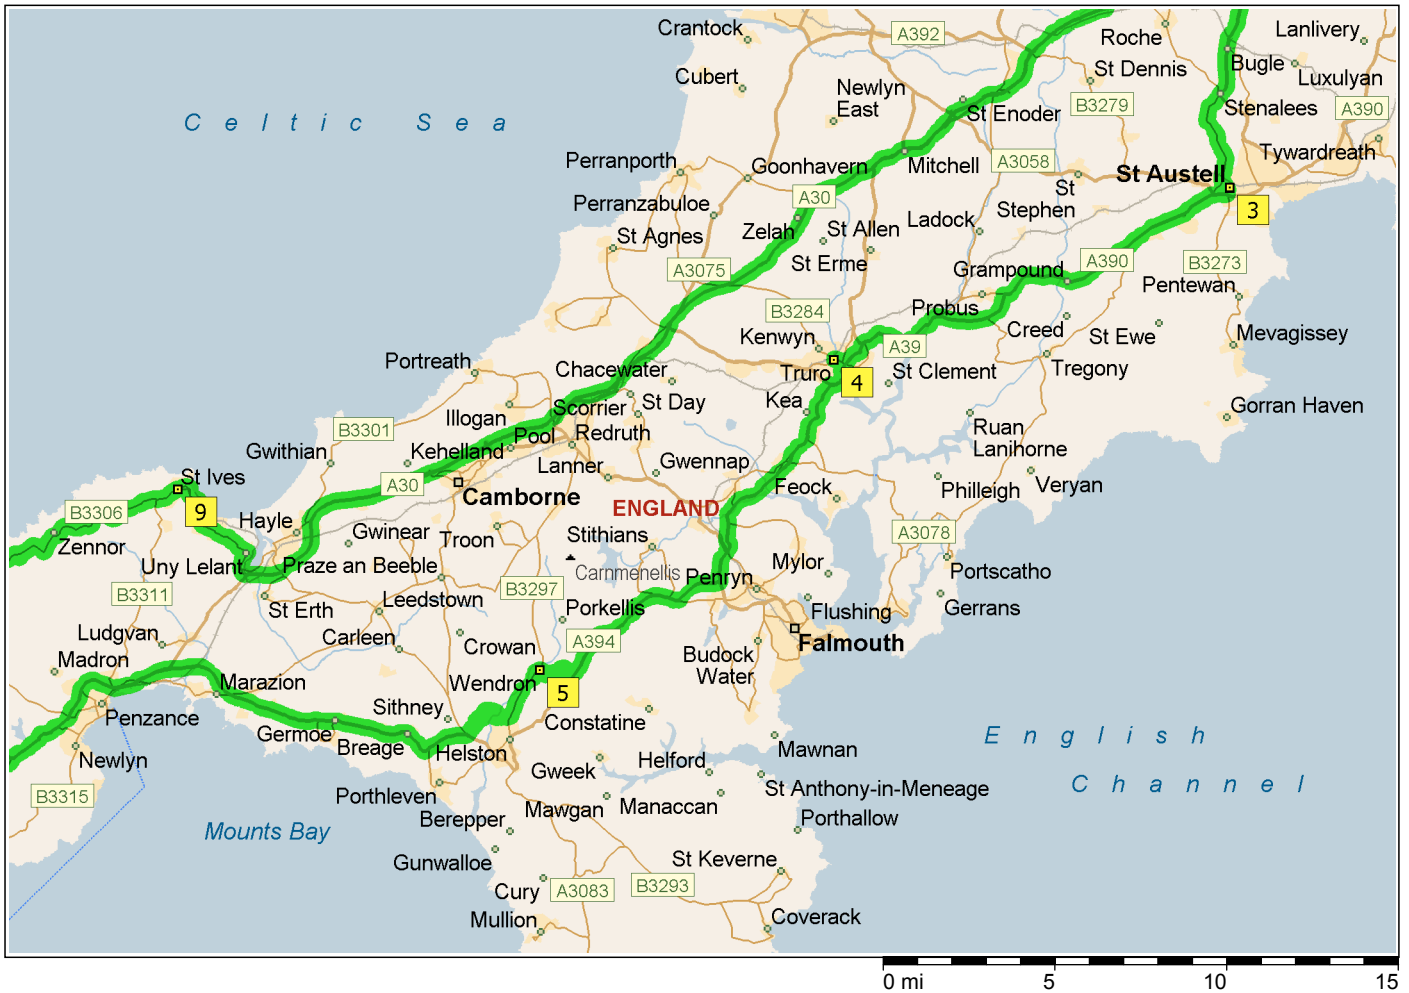 Crantock
A392
Roche
Lanlivery
Cubert
Newlyn
East
St Dennis
Bugle
Luxulyan
B3279
Stenalees
A390
Celtic Sea
St Enoder
Perranporth
Goonhavern
Mitchell
A3058
Tywardreath
St Austell
3
St
Stephen
A30
Perranzabuloe
Zelah
St Allen
Ladock
St Agnes
St Erme
A3075
Grampound
A390
B3273
Pentewan
B3284
Probus
Kenwyn
Creed
St Ewe
Mevagissey
A39
Portreath
Chacewater
Truro
4
St Clement
Tregony
Illogan
Scorrier
St Day
Kea
Gorran Haven
B3301
Pool
Redruth
Ruan
Lanihorne
Gwithian
Kehelland
Lanner
Gwennap
St Ives
A30
Camborne
Feock
Philleigh
Veryan
9
B3306
ENGLAND
Hayle
Gwinear
Troon
Stithians
A3078
Zennor
Uny Lelant
Praze an Beeble
Carnmenellis
Penryn
Mylor
Portscatho
B3311
B3297
St Erth
Leedstown
Porkellis
Flushing
Gerrans
Ludgvan
Carleen
Crowan
A394
Falmouth
Madron
Budock
Water
Marazion
Wendron
5
Penzance
Sithney
Constatine
Germoe
Breage
Helston
English
Channel
Newlyn
Mawnan
Gweek
Helford
B3315
Porthleven
Mawgan
Manaccan
St Anthony-in-Meneage
Mounts Bay
Berepper
Porthallow
Gunwalloe
St Keverne
Cury
A3083
B3293
Mullion
Coverack
0 mi 5 10 15